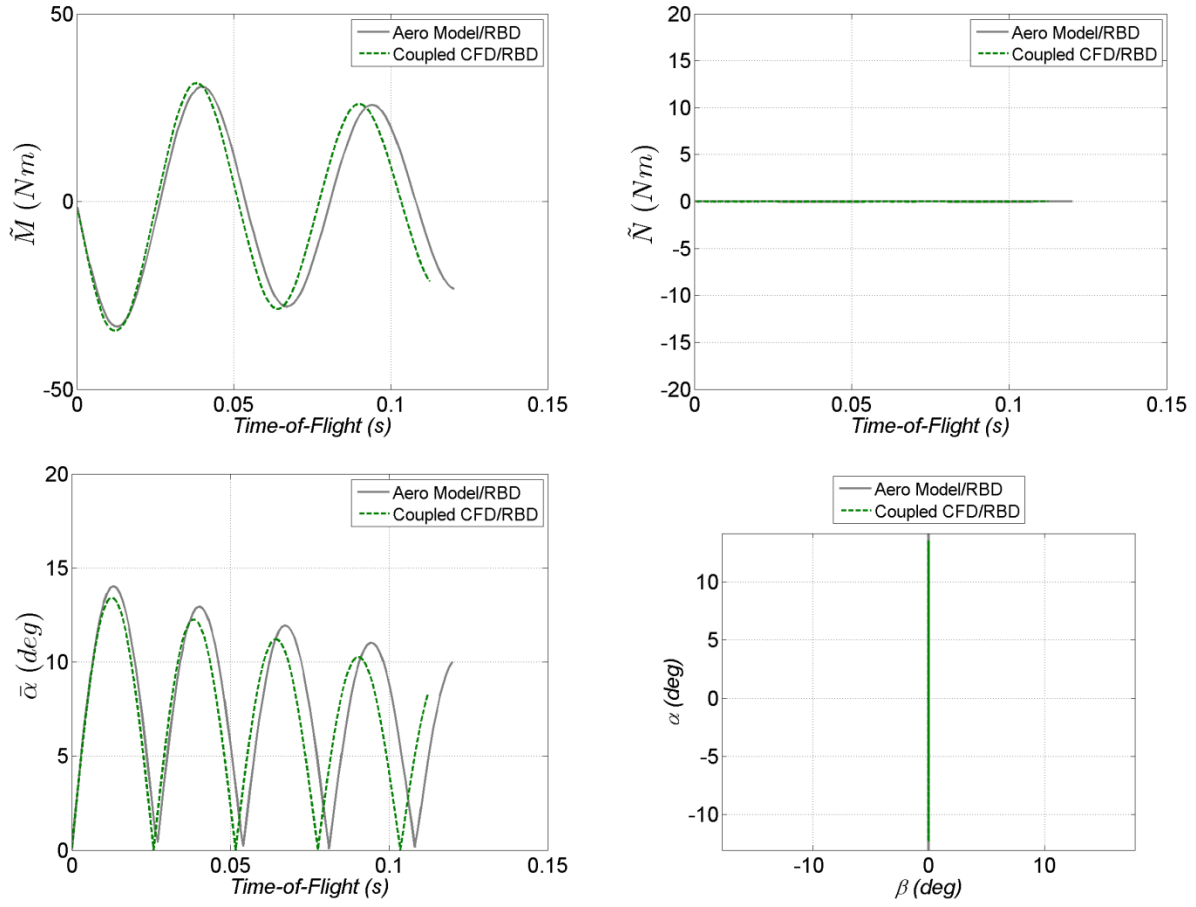 50
Aero Model/RBD
Coupled CFD/RBD
0
-50
M̃ (Nm)
0 0.05 0.1 0.15
Time-of-Flight (s)
20
15
10
5
0
-5
-10
-15
-20
Aero Model/RBD
Coupled CFD/RBD
Ñ (Nm)
0 0.05 0.1 0.15
Time-of-Flight (s)
20
15
10
5
0
Aero Model/RBD
Coupled CFD/RBD
ᾱ (deg)
0 0.05 0.1 0.15
Time-of-Flight (s)
Aero Model/RBD
Coupled CFD/RBD
10
5
0
-5
-10
α (deg)
-10 0 10
β (deg)